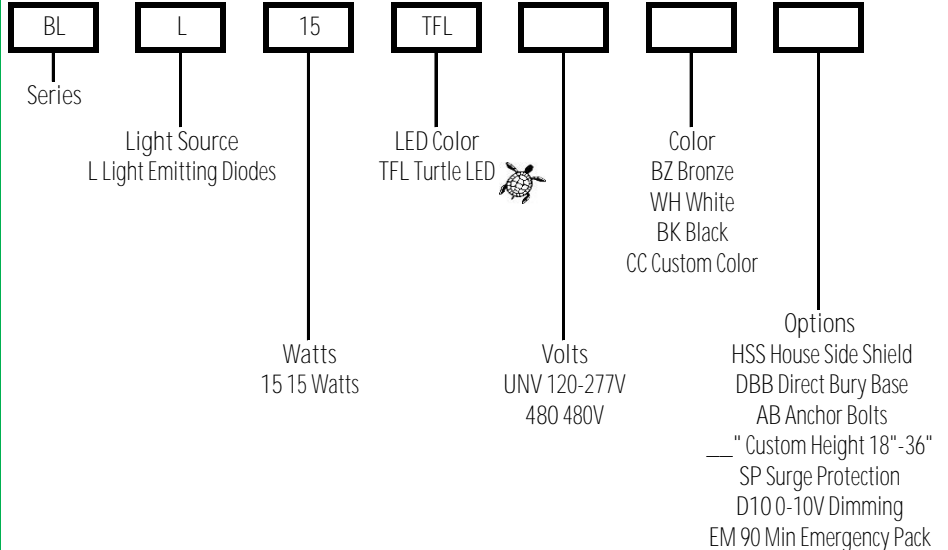 BL L 15 TFL
Series
Light Source
L Light Emitting Diodes
LED Color
TFL Turtle LED
Color
BZ Bronze
WH White
BK Black
CC Custom Color
Watts
15 15 Watts
Volts
UNV 120-277V
480 480V
Options
HSS House Side Shield
DBB Direct Bury Base
AB Anchor Bolts
__" Custom Height 18"-36"
SP Surge Protection
D10 0-10V Dimming
EM 90 Min Emergency Pack